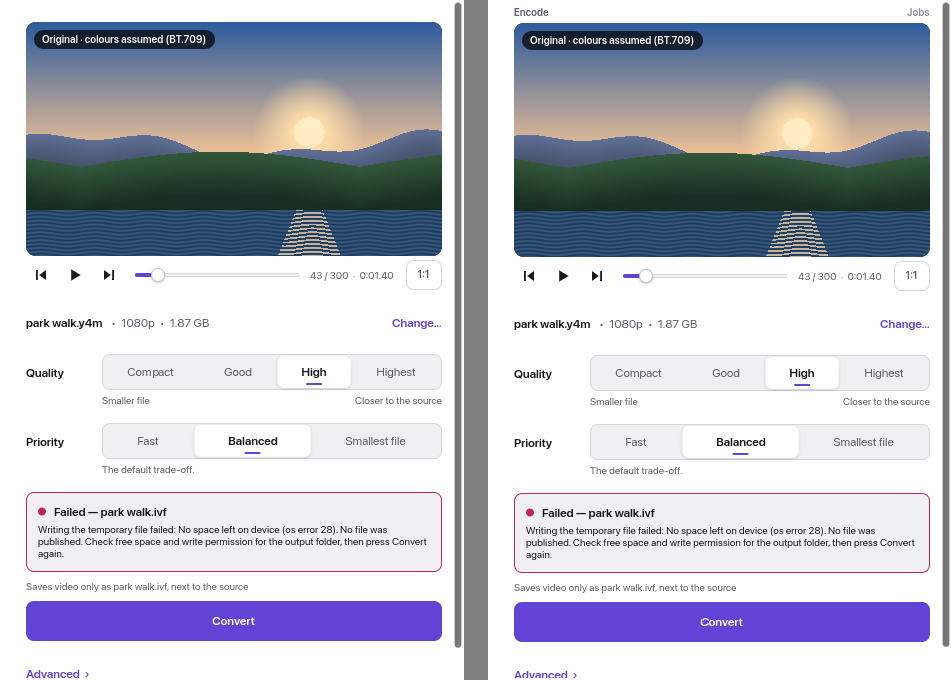 Original · colours assumed (BT.709)
43 / 300 · 0:01.40
1:1
park walk.y4m • 1080p • 1.87 GB
Change...
Quality
Compact
Good
High
Highest
Smaller file
Closer to the source
Priority
Fast
Balanced
Smallest file
The default trade-off.
Failed — park walk.ivf
Writing the temporary file failed: No space left on device (os error 28). No file was
published. Check free space and write permission for the output folder, then press Convert
again.
Saves video only as park walk.ivf, next to the source
Convert
Advanced ›
Encode
Jobs
Original · colours assumed (BT.709)
43 / 300 · 0:01.40
1:1
park walk.y4m • 1080p • 1.87 GB
Change...
Quality
Compact
Good
High
Highest
Smaller file
Closer to the source
Priority
Fast
Balanced
Smallest file
The default trade-off.
Failed — park walk.ivf
Writing the temporary file failed: No space left on device (os error 28). No file was
published. Check free space and write permission for the output folder, then press Convert
again.
Saves video only as park walk.ivf, next to the source
Convert
Advanced ›